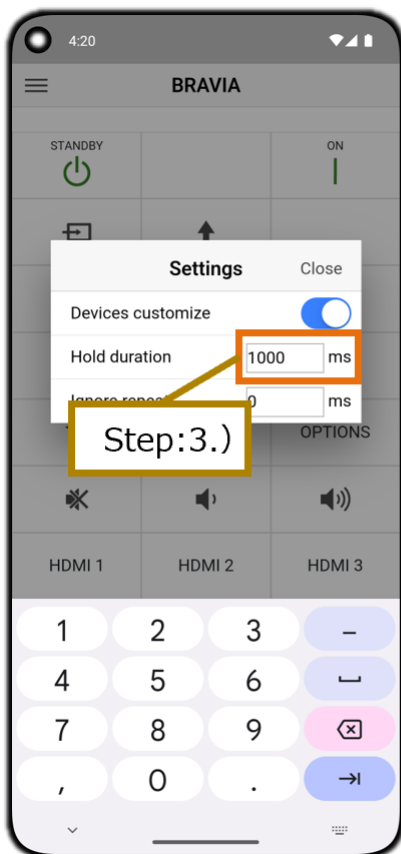 4:20
BRAVIA
STANDBY
ON
Settings Close
Devices customize
Hold duration 1000 ms
Ignore 0 ms
Step:3.)
OPTIONS
HDMI 1 HDMI 2 HDMI 3
1 2 3 –
4 5 6
7 8 9
, 0 .